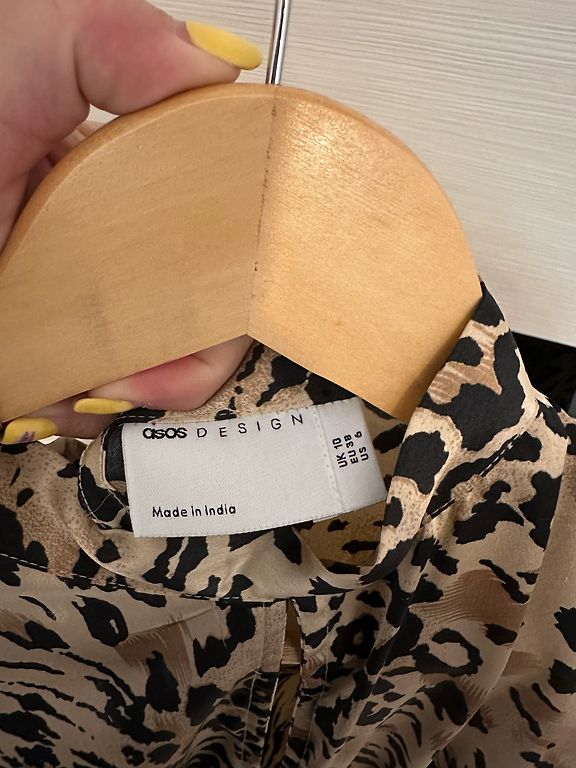 asos DESIGN
Made in India
UK 10
EU 38
US 6